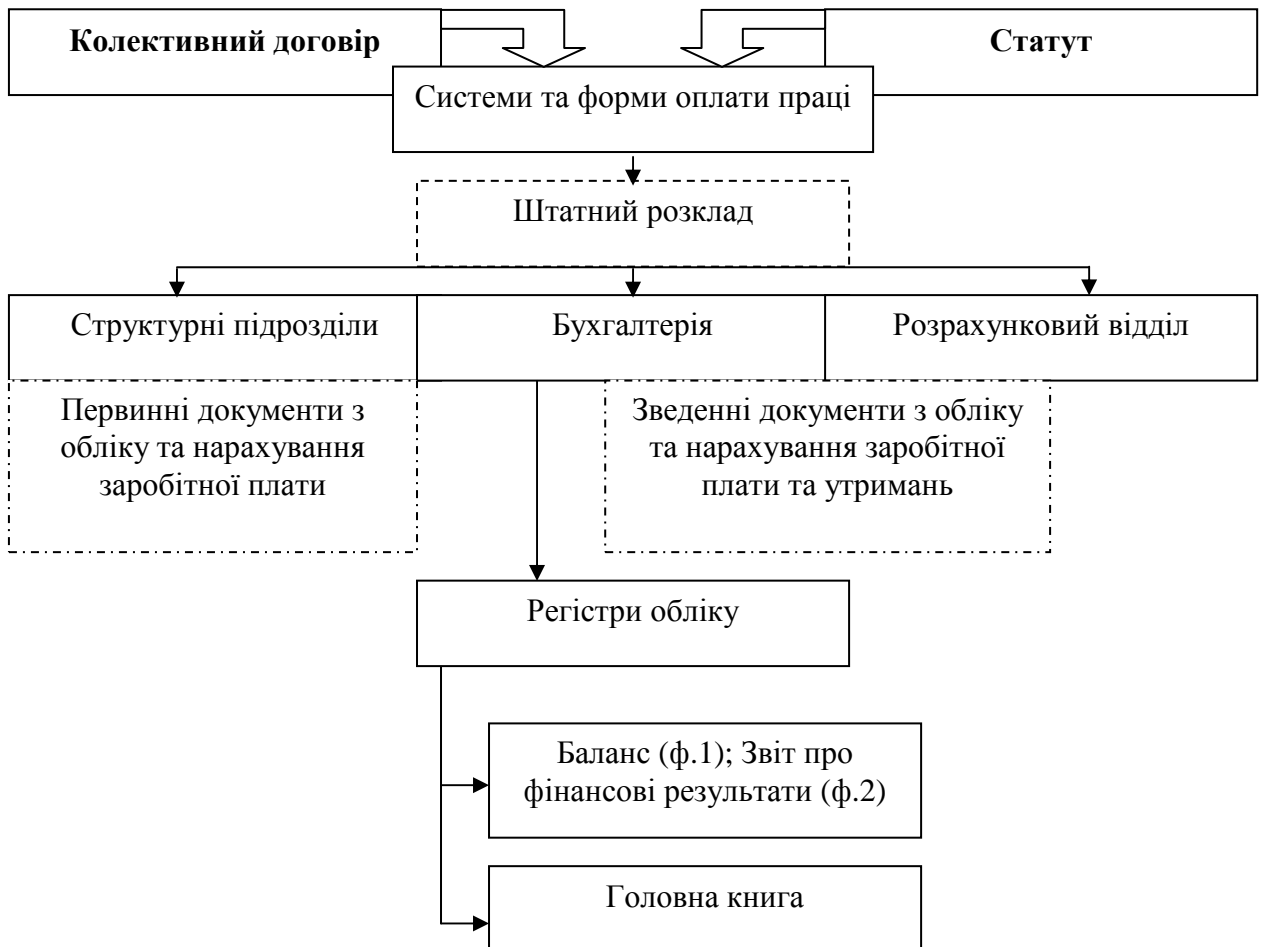 Колективний договір
Статут
Системи та форми оплати праці
Штатний розклад
Структурні підрозділи
Бухгалтерія
Розрахунковий відділ
Первинні документи з
обліку та нарахування
заробітної плати
Зведенні документи з обліку
та нарахування заробітної
плати та утримань
Регістри обліку
Баланс (ф.1); Звіт про
фінансові результати (ф.2)
Головна книга